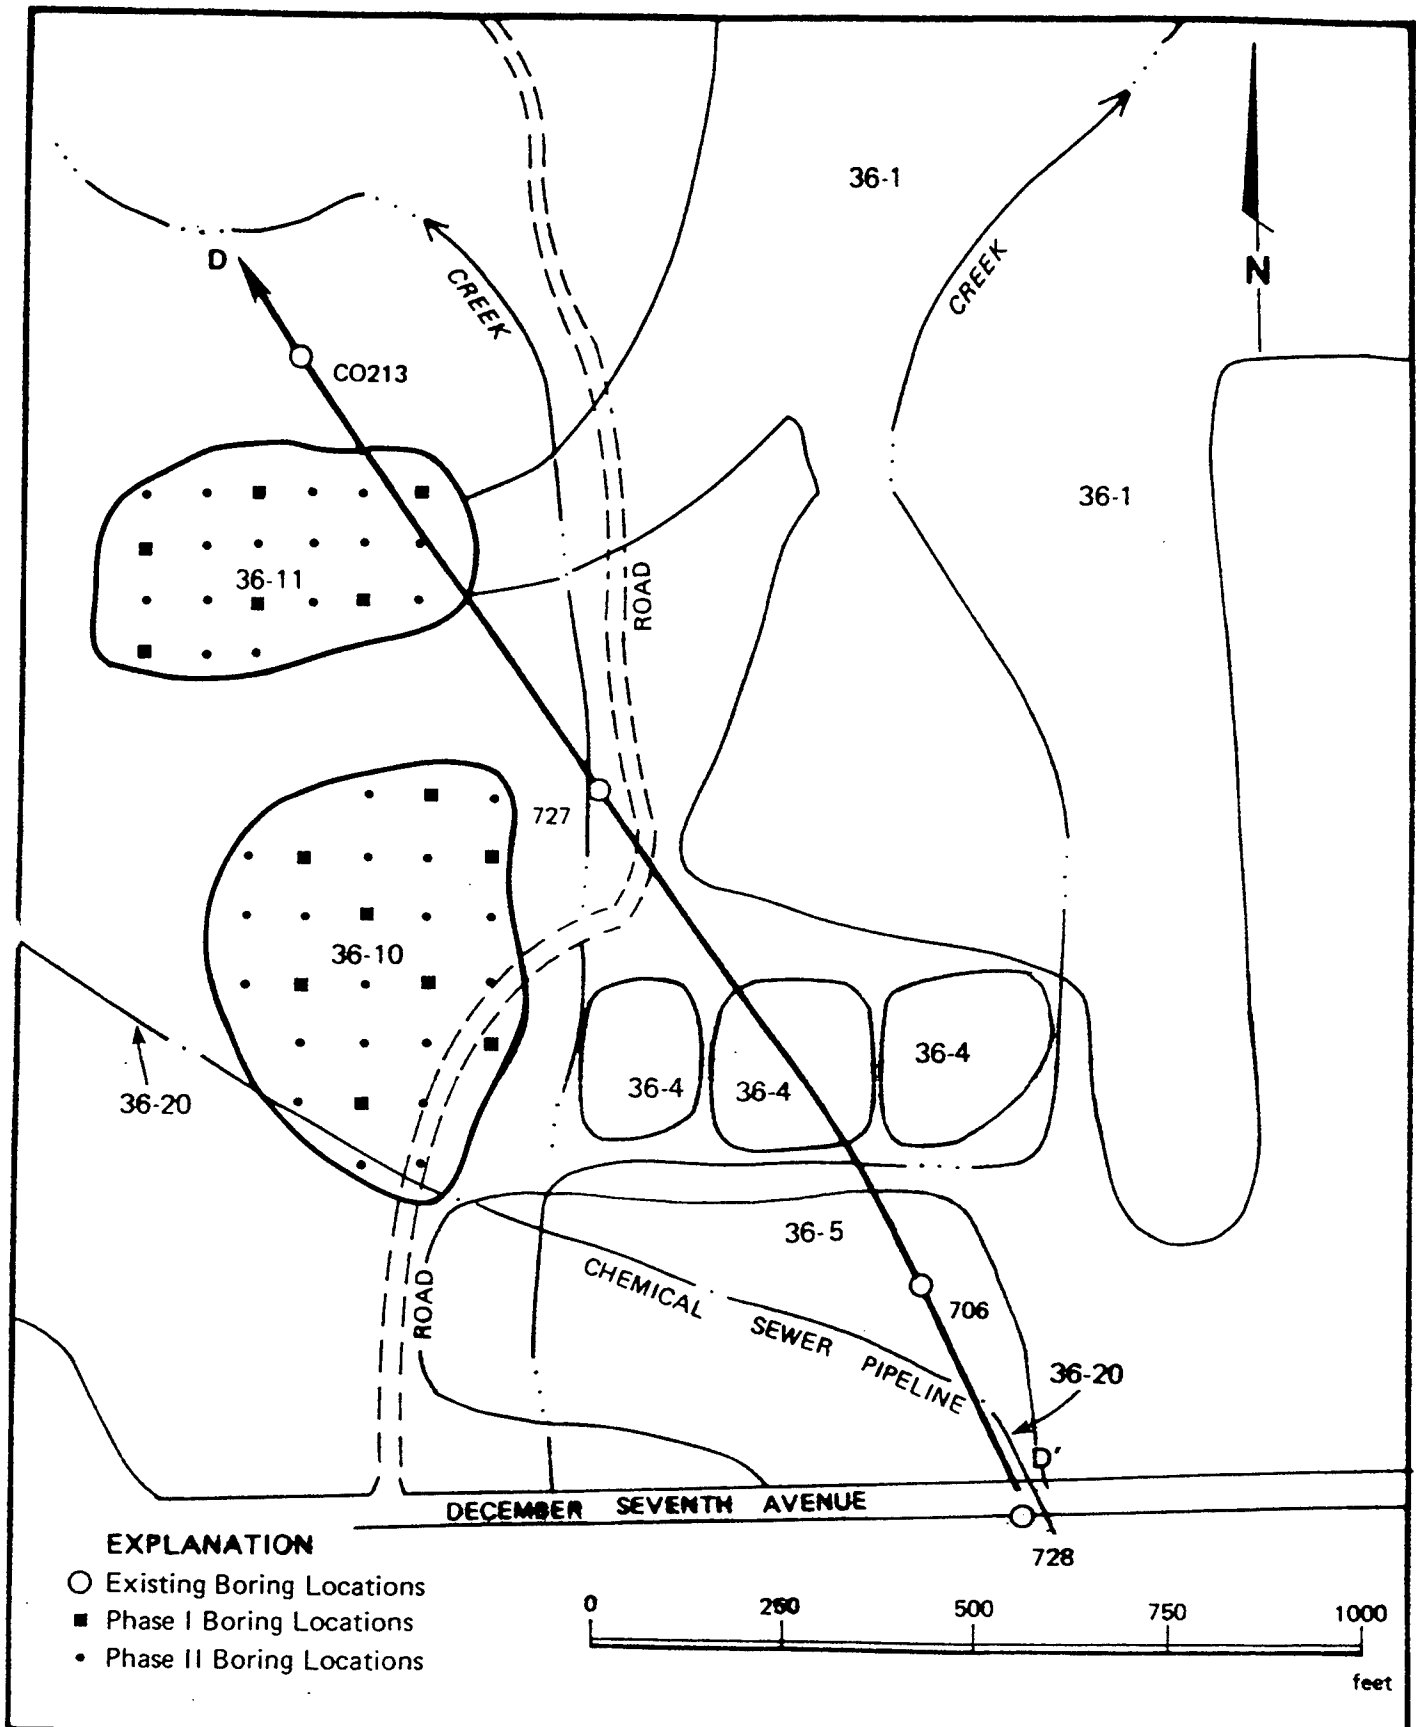 36-1
D
CREEK
CREEK
N
CO213
36-1
36-11
ROAD
727
36-10
36-4
36-4
36-4
36-20
36-5
CHEMICAL SEWER PIPELINE
ROAD
706
36-20
D'
DECEMBER SEVENTH AVENUE
728
EXPLANATION
Existing Boring Locations
Phase I Boring Locations
Phase II Boring Locations
0 250 500 750 1000
feet